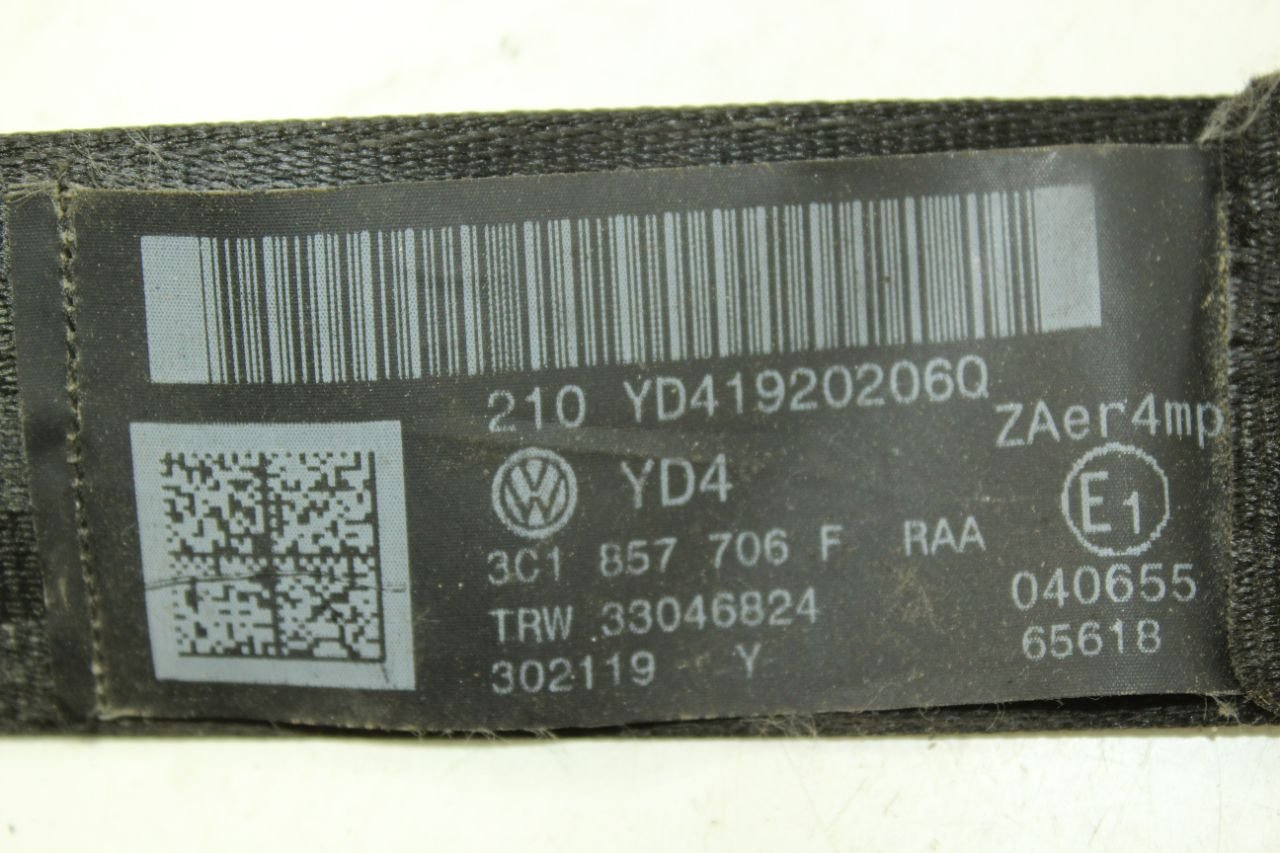 210 YD41920206Q
ZAer4mp
YD4
E1
3C1 857 706 F RAA
040655
TRW 33046824
65618
302119 Y